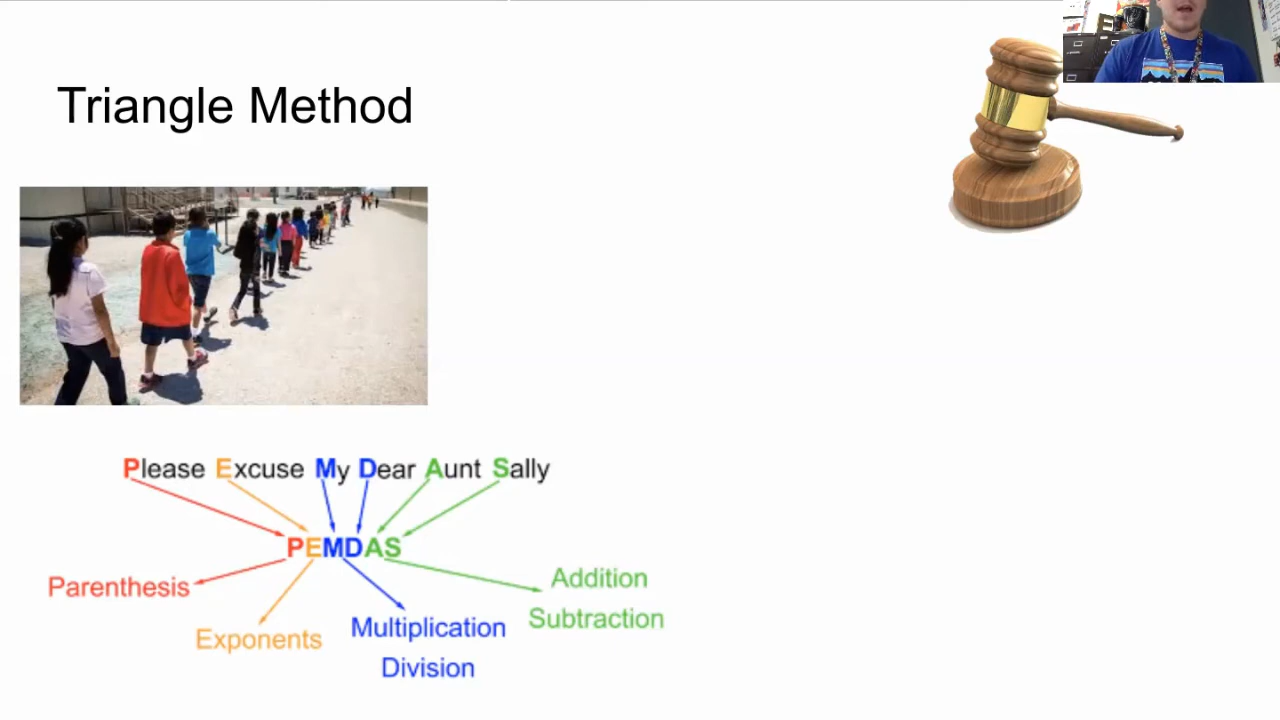 Triangle Method
Please Excuse My Dear Aunt Sally
PEMDAS
Parenthesis
Exponents
Multiplication
Division
Addition
Subtraction